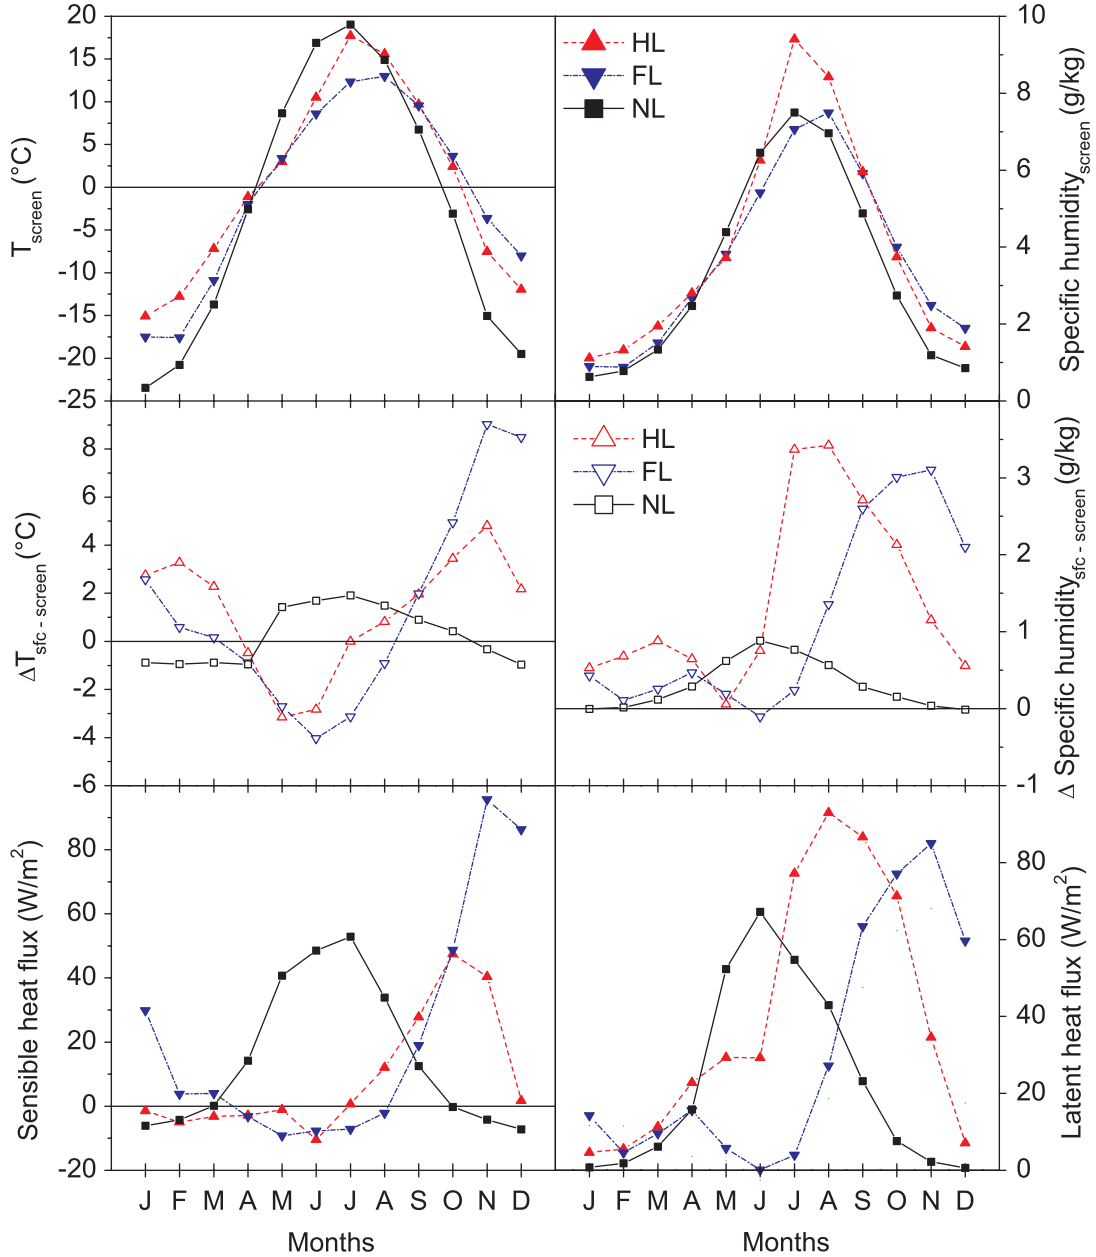 20
15
10
5
0
-5
-10
-15
-20
-25
T screen (°C)
HL
FL
NL
10
8
6
4
2
0
Specific humidity screen (g/kg)
8
6
4
2
0
-2
-4
-6
ΔT sfc - screen (°C)
HL
FL
NL
3
2
1
0
-1
Δ Specific humidity sfc - screen (g/kg)
80
60
40
20
0
-20
Sensible heat flux (W/m²)
80
60
40
20
0
Latent heat flux (W/m²)
J F M A M J J A S O N D
J F M A M J J A S O N D
Months
Months